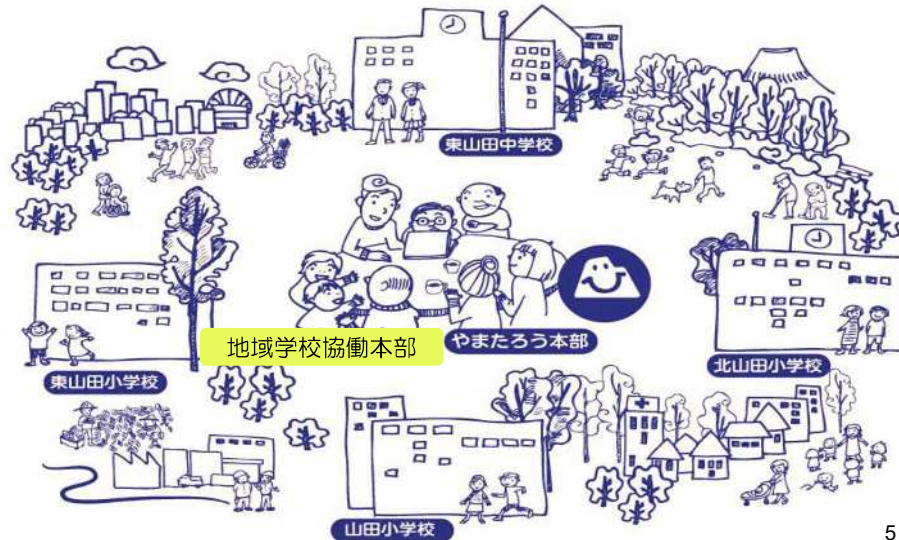 東山田中学校
地域学校協働本部
やまたろう本部
東山田小学校
北山田小学校
山田小学校
5